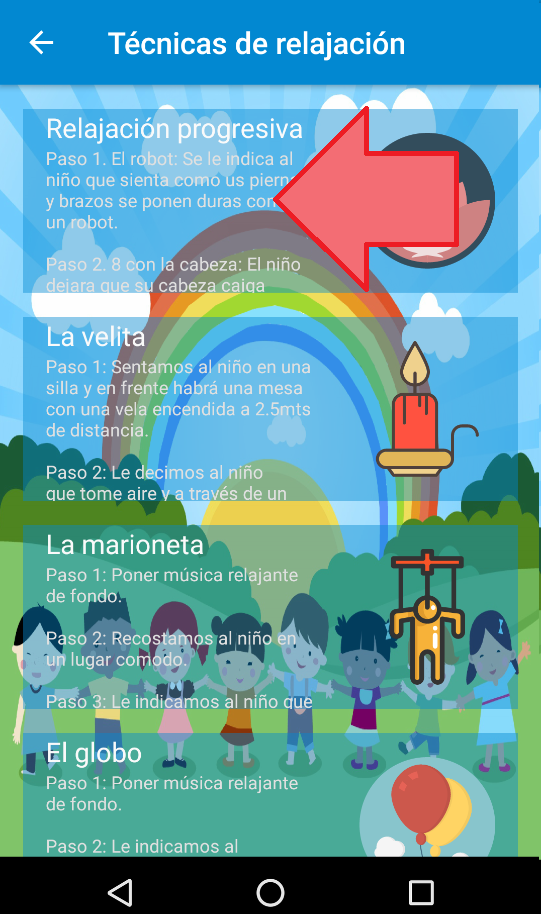 Técnicas de relajación
Relajación progresiva
Paso 1. El robot: Se le indica al
niño que sienta como us
y brazos se ponen duras
un robot.
Paso 2. 8 con la cabeza: El niño
dejara que su cabeza caiga
La velita
Paso 1: Sentamos al niño en una
silla y en frente habrá una mesa
con una vela encendida a 2.5mts
de distancia.
Paso 2: Le decimos al niño
que tome aire y a través de un
La marioneta
Paso 1: Poner música relajante
de fondo.
Paso 2: Recostamos al niño en
un lugar comodo.
Paso 3: Le indicamos al niño que
El globo
Paso 1: Poner música relajante
de fondo.
Paso 2: Le indicamos al